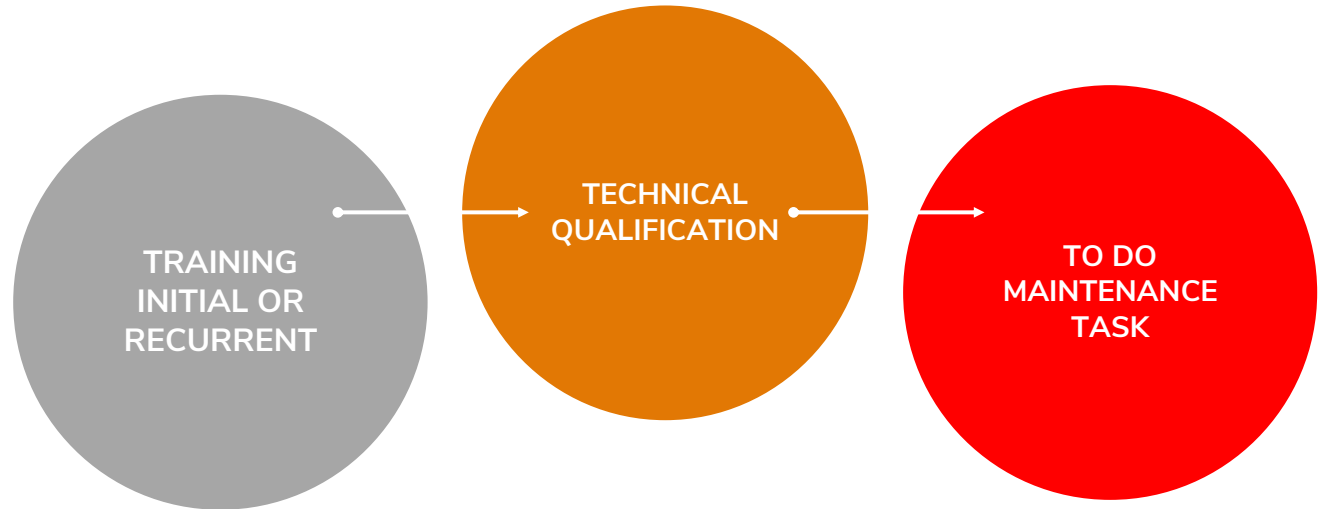 TRAINING
INITIAL OR
RECURRENT
TECHNICAL
QUALIFICATION
TO DO
MAINTENANCE
TASK